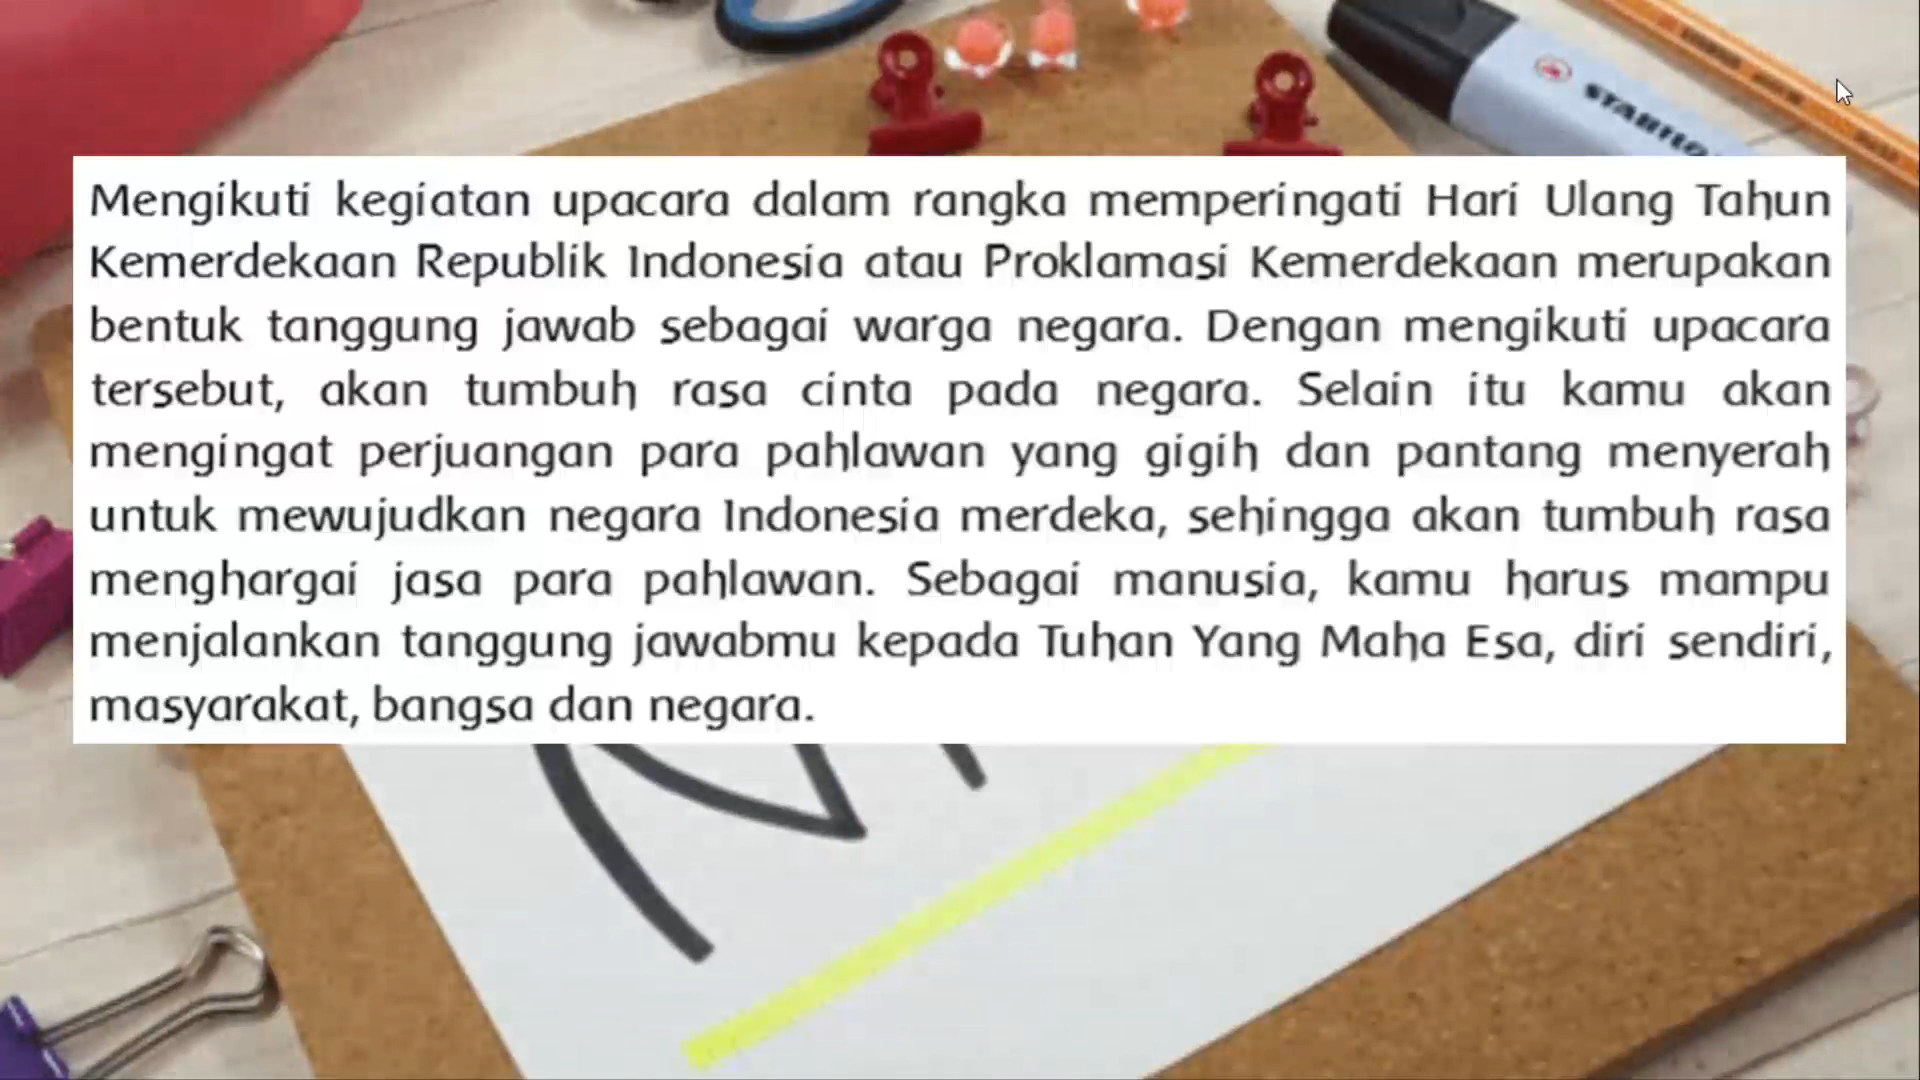 STABILO
Mengikuti kegiatan upacara dalam rangka memperingati Hari Ulang Tahun
Kemerdekaan Republik Indonesia atau Proklamasi Kemerdekaan merupakan
bentuk tanggung jawab sebagai warga negara. Dengan mengikuti upacara
tersebut, akan tumbuh rasa cinta pada negara. Selain itu kamu akan
mengingat perjuangan para pahlawan yang gigih dan pantang menyerah
untuk mewujudkan negara Indonesia merdeka, sehingga akan tumbuh rasa
menghargai jasa para pahlawan. Sebagai manusia, kamu harus mampu
menjalankan tanggung jawabmu kepada Tuhan Yang Maha Esa, diri sendiri,
masyarakat, bangsa dan negara.